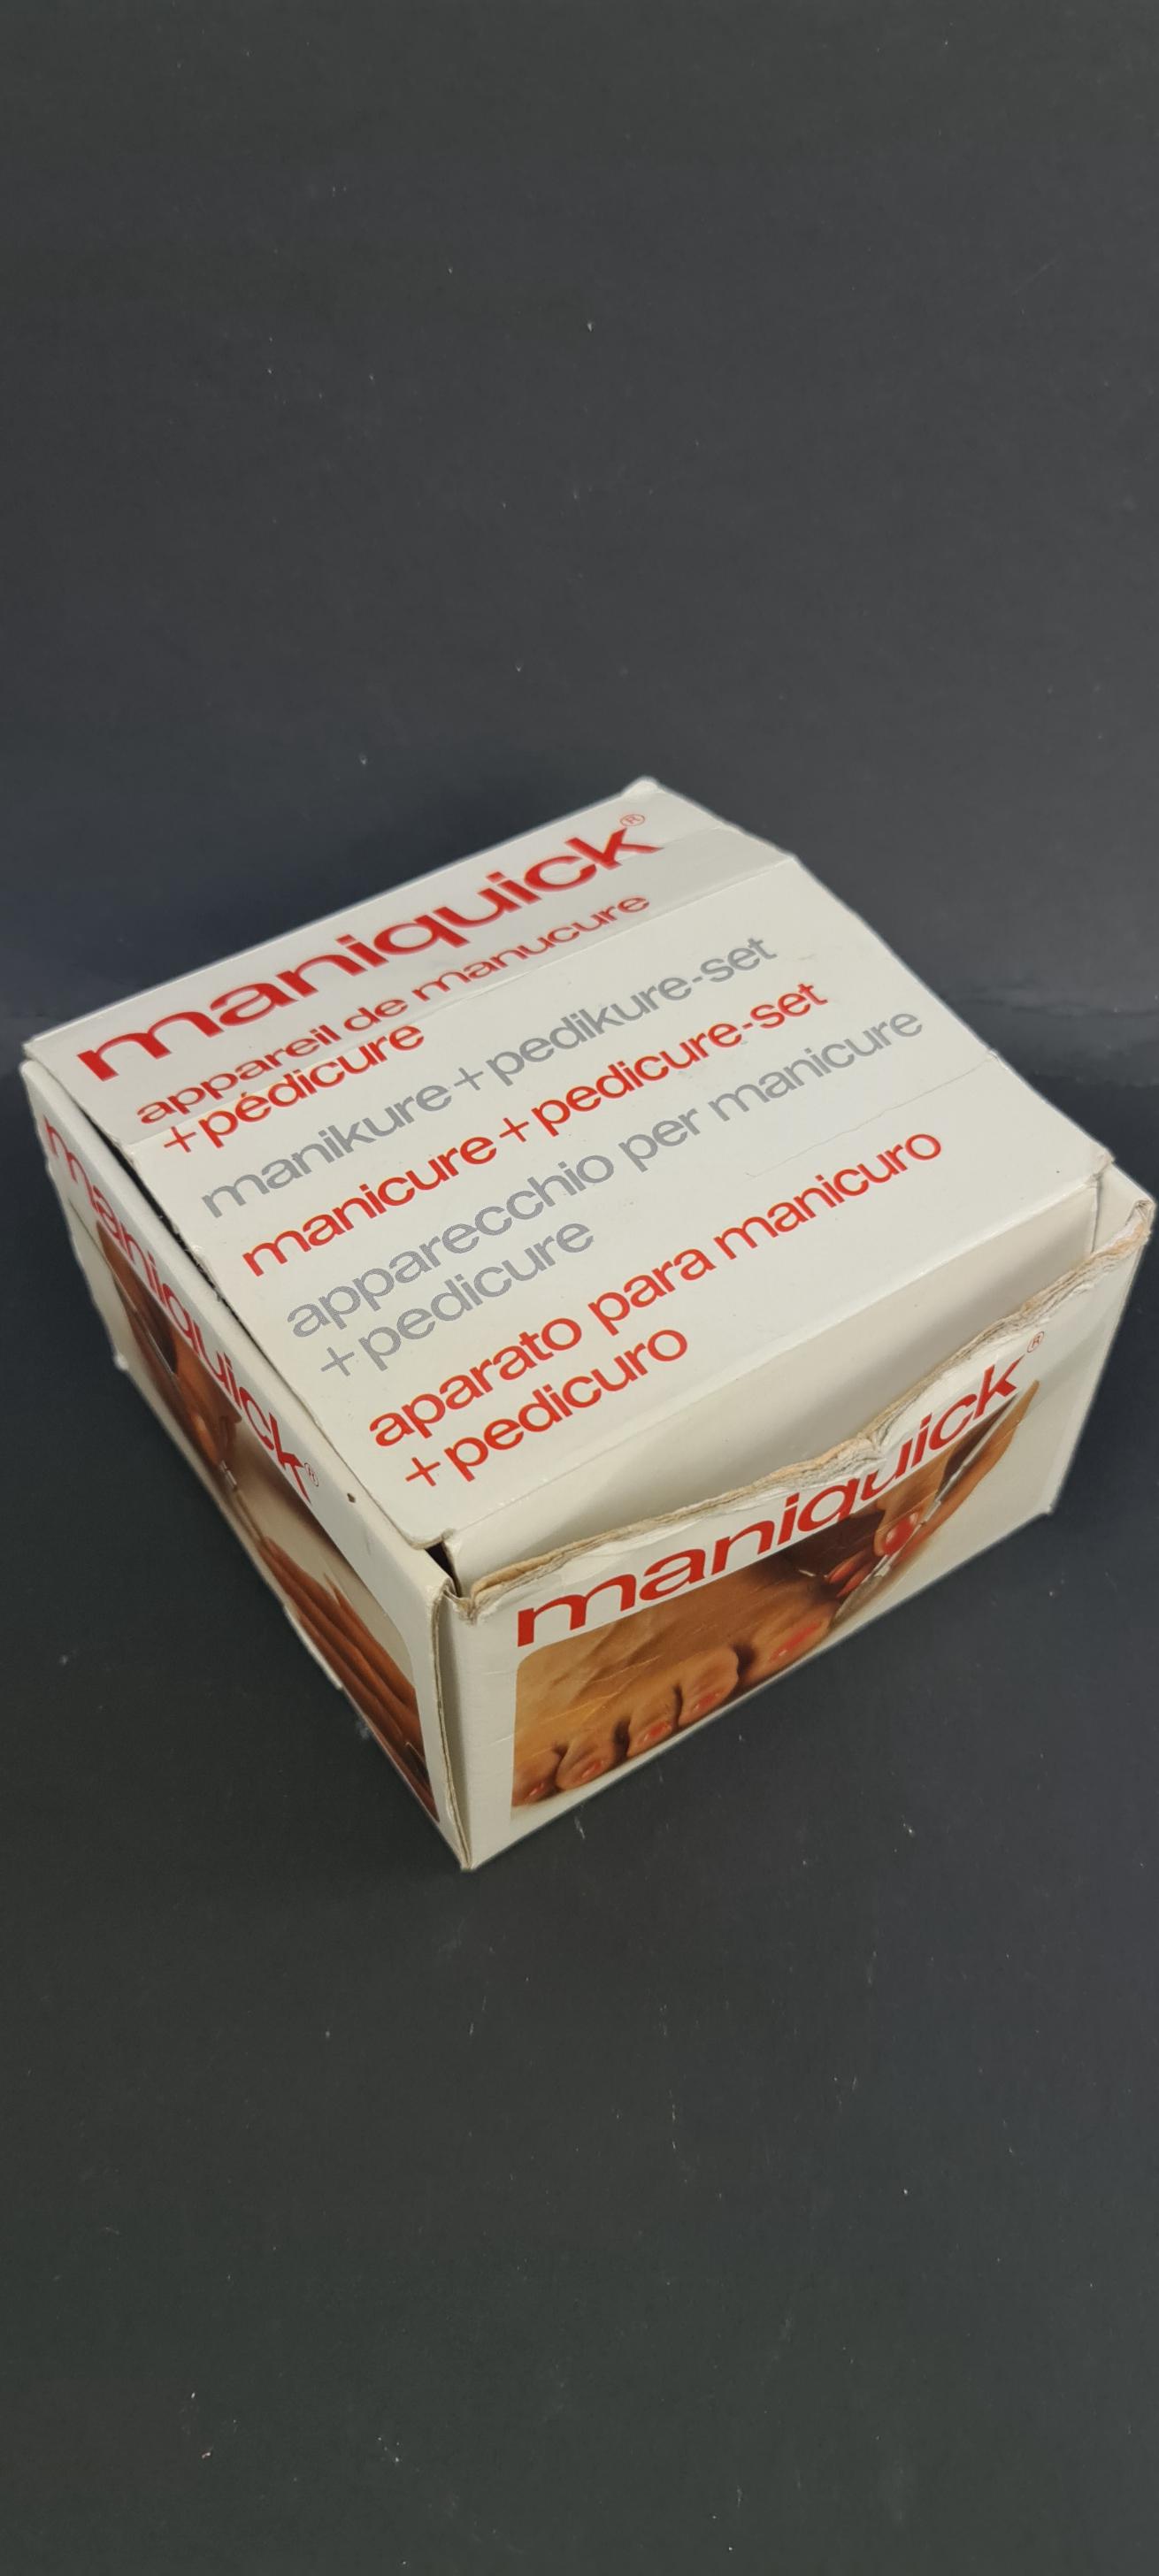 maniquick®
appareil de manucure
+pédicure
manikure+pedikure-set
manicure+pedicure-set
apparecchio per manicure
+pedicure
aparato para manicuro
+pedicuro
maniquick®
maniquick®